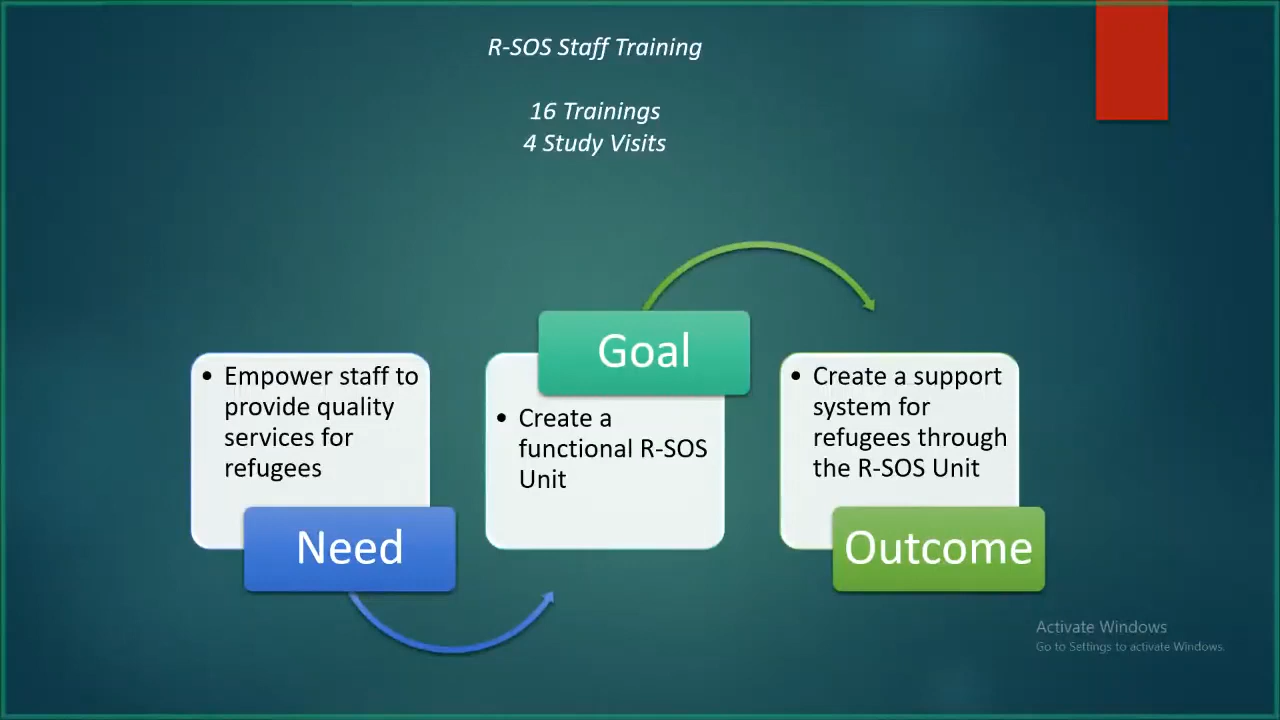 R-SOS Staff Training
16 Trainings
4 Study Visits
• Empower staff to
provide quality
services for
refugees
Need
Goal
• Create a
functional R-SOS
Unit
• Create a support
system for
refugees through
the R-SOS Unit
Outcome
Activate Windows
Go to Settings to activate Windows.